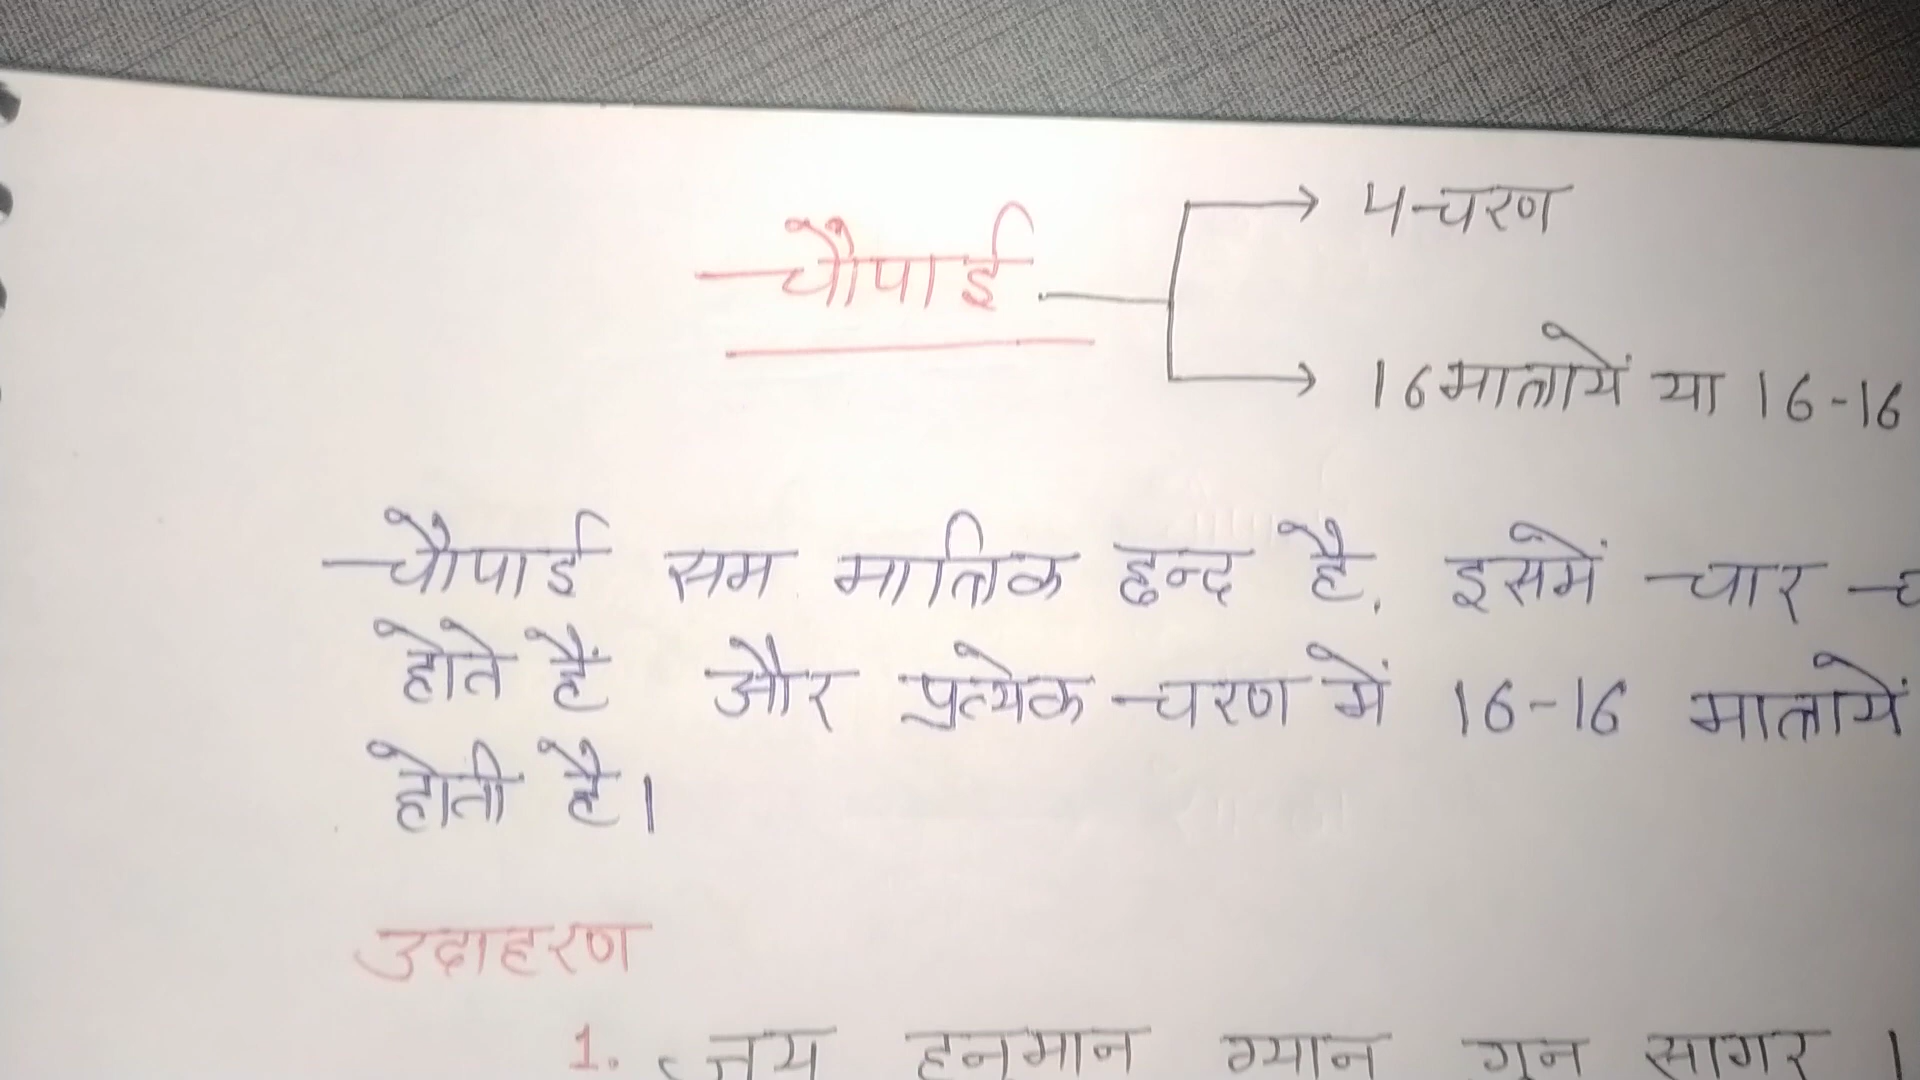 चौपाई
4 चरण
16 मात्रायें या 16-16
चौपाई सम मात्रिक छन्द है. इसमें चार
होते हैं और प्रत्येक चरण में 16-16 मात्रायें
होती है।
उदाहरण
1. जय हनुमान ग्यान गुन सागर ।